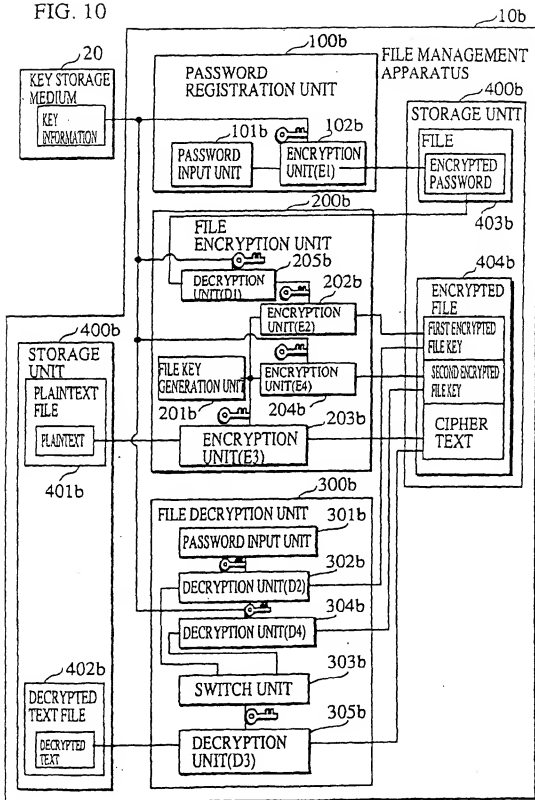 FIG. 10
10b
20
KEY STORAGE
MEDIUM
KEY
INFORMATION
100b
PASSWORD
REGISTRATION UNIT
101b
102b
PASSWORD
INPUT UNIT
ENCRYPTION
UNIT(E1)
FILE MANAGEMENT
APPARATUS
400b
STORAGE UNIT
FILE
ENCRYPTED
PASSWORD
403b
200b
FILE
ENCRYPTION UNIT
205b
DECRYPTION
UNIT(D1)
202b
ENCRYPTION
UNIT(E2)
FILE KEY
GENERATION UNIT
201b
ENCRYPTION
UNIT(E4)
204b
203b
ENCRYPTION
UNIT(E3)
404b
ENCRYPTED
FILE
FIRST ENCRYPTED
FILE KEY
SECOND ENCRYPTED
FILE KEY
CIPHER
TEXT
400b
STORAGE
UNIT
PLAINTEXT
FILE
PLAINTEXT
401b
300b
FILE DECRYPTION UNIT
301b
PASSWORD INPUT UNIT
302b
DECRYPTION UNIT(D2)
304b
DECRYPTION UNIT(D4)
303b
SWITCH UNIT
305b
DECRYPTION
UNIT(D3)
402b
DECRYPTED
TEXT FILE
DECRYPTED
TEXT